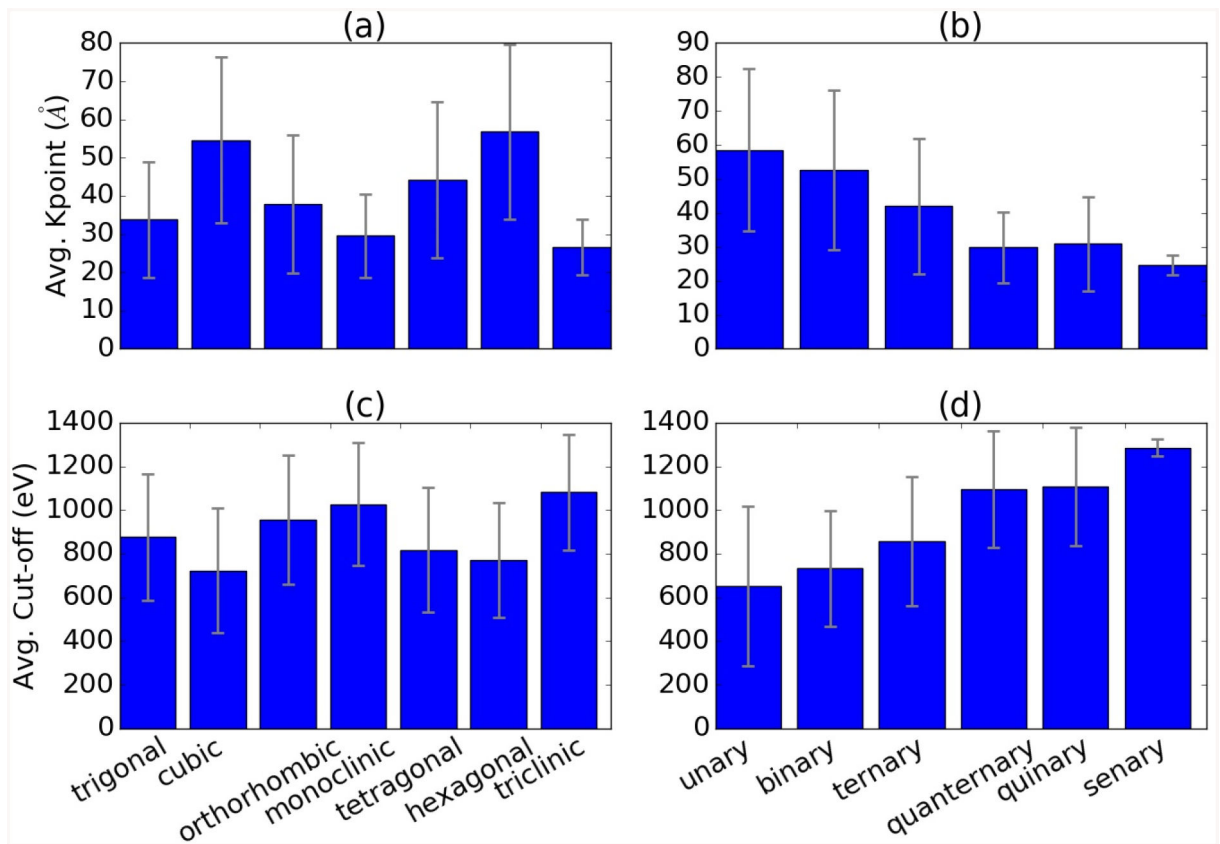 (a)
80
70
60
50
40
30
20
10
0
Avg. Kpoint (Å)
(b)
90
80
70
60
50
40
30
20
10
0
(c)
1400
1200
1000
800
600
400
200
0
Avg. Cut-off (eV)
trigonal
cubic
orthorhombic
monoclinic
tetragonal
hexagonal
triclinic
(d)
1400
1200
1000
800
600
400
200
0
unary
binary
ternary
quanternary
quinary
senary